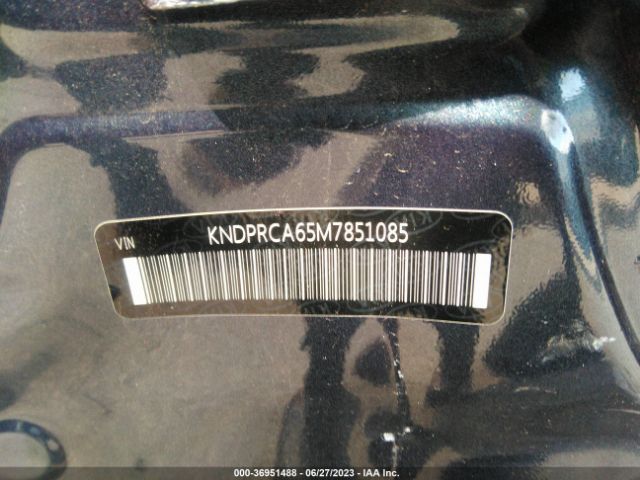 VIN
KNDPRCA65M7851085
000-36951488 - 06/27/2023 - IAA Inc.